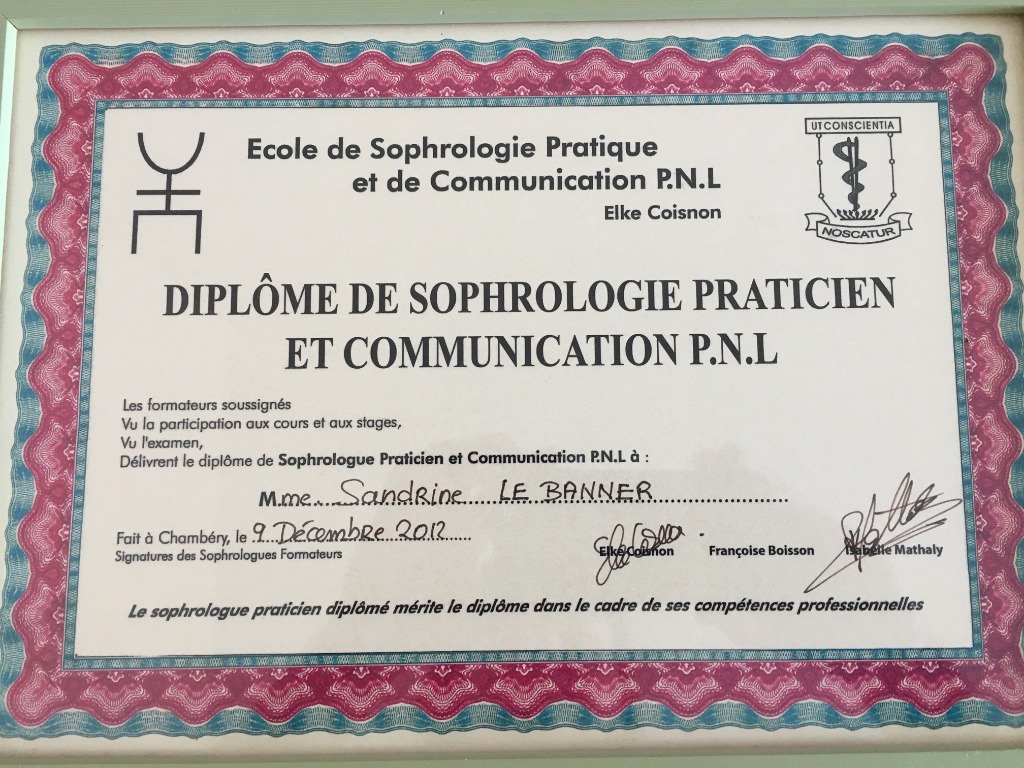 Ecole de Sophrologie Pratique
et de Communication P.N.L
Elke Coisnon
UT CONSCIENTIA
NOSCATUR
DIPLÔME DE SOPHROLOGIE PRATICIEN
ET COMMUNICATION P.N.L
Les formateurs soussignés
Vu la participation aux cours et aux stages,
Vu l'examen,
Délivrent le diplôme de Sophrologue Praticien et Communication P.N.L à :
Mme. Sandrine LE BANNER
Fait à Chambéry, le 9 Décembre 2012
Signatures des Sophrologues Formateurs
Elke Coisnon Françoise Boisson Isabelle Mathaly
Le sophrologue praticien diplômé mérite le diplôme dans le cadre de ses compétences professionnelles